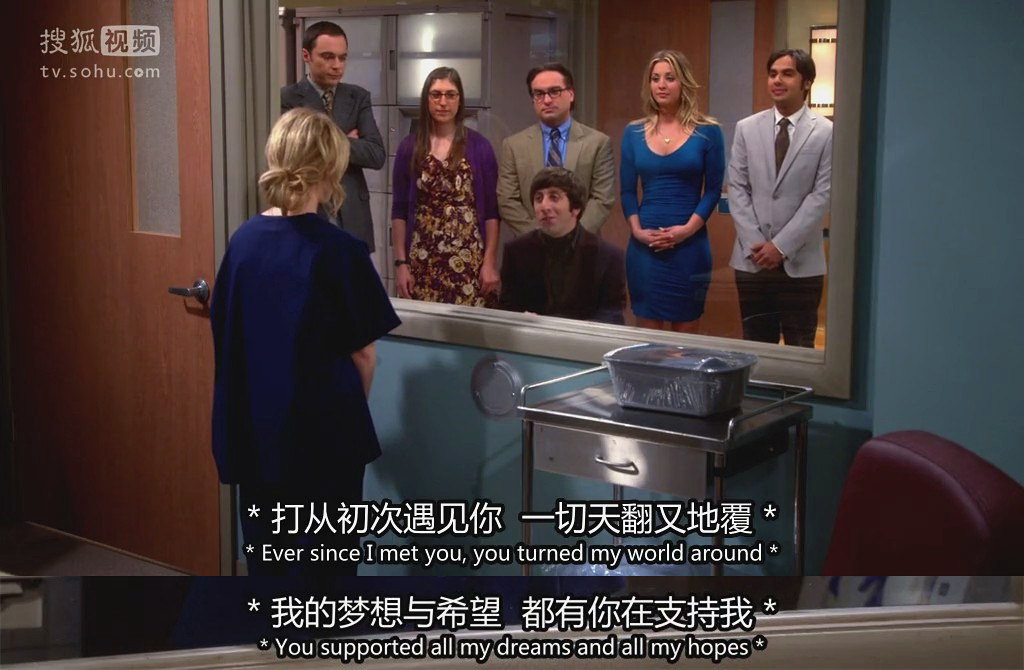 搜狐视频
tv.sohu.com
* 打从初次遇见你 一切天翻又地覆 *
* Ever since I met you, you turned my world around *
* 我的梦想与希望 都有你在支持我 *
* You supported all my dreams and all my hopes *